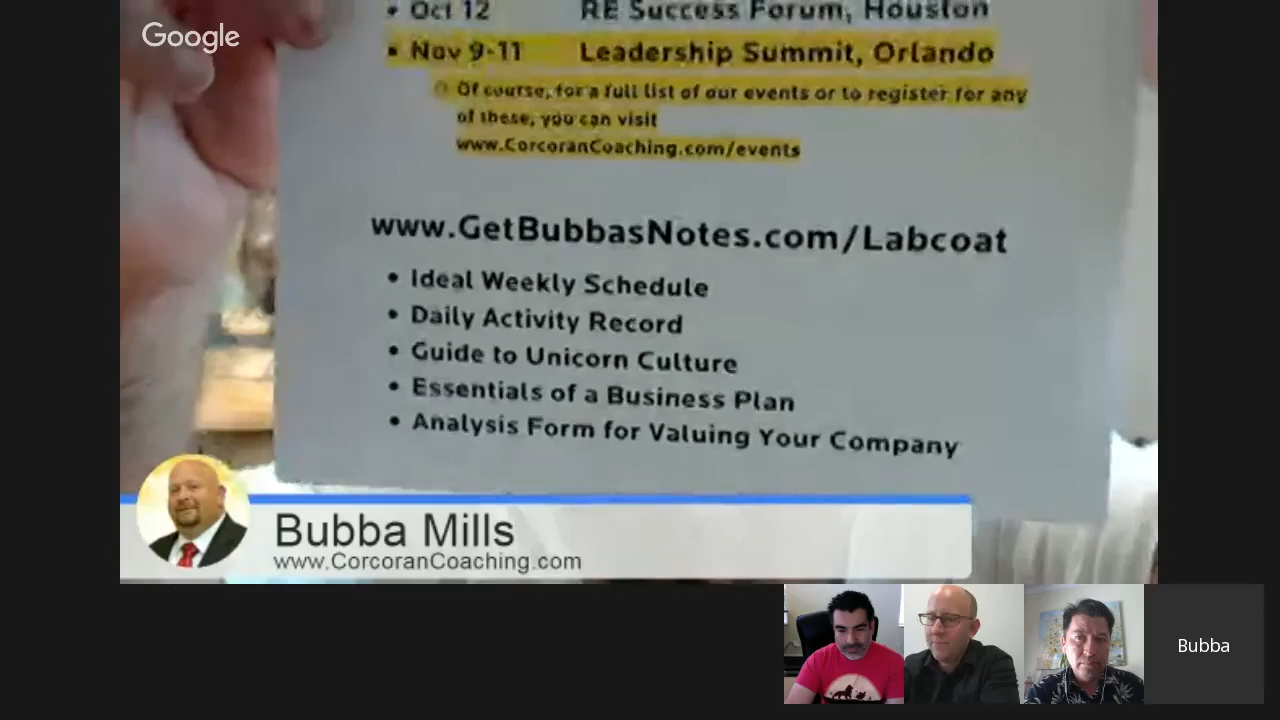 Google
• Oct 12 RE Success Forum, Houston
▪ Nov 9-11 Leadership Summit, Orlando
o Of course, for a full list of our events or to register for any
of these, you can visit
www.CorcoranCoaching.com/events
www.GetBubbasNotes.com/Labcoat
• Ideal Weekly Schedule
• Daily Activity Record
• Guide to Unicorn Culture
• Essentials of a Business Plan
• Analysis Form for Valuing Your Company
Bubba Mills
www.CorcoranCoaching.com
Bubba